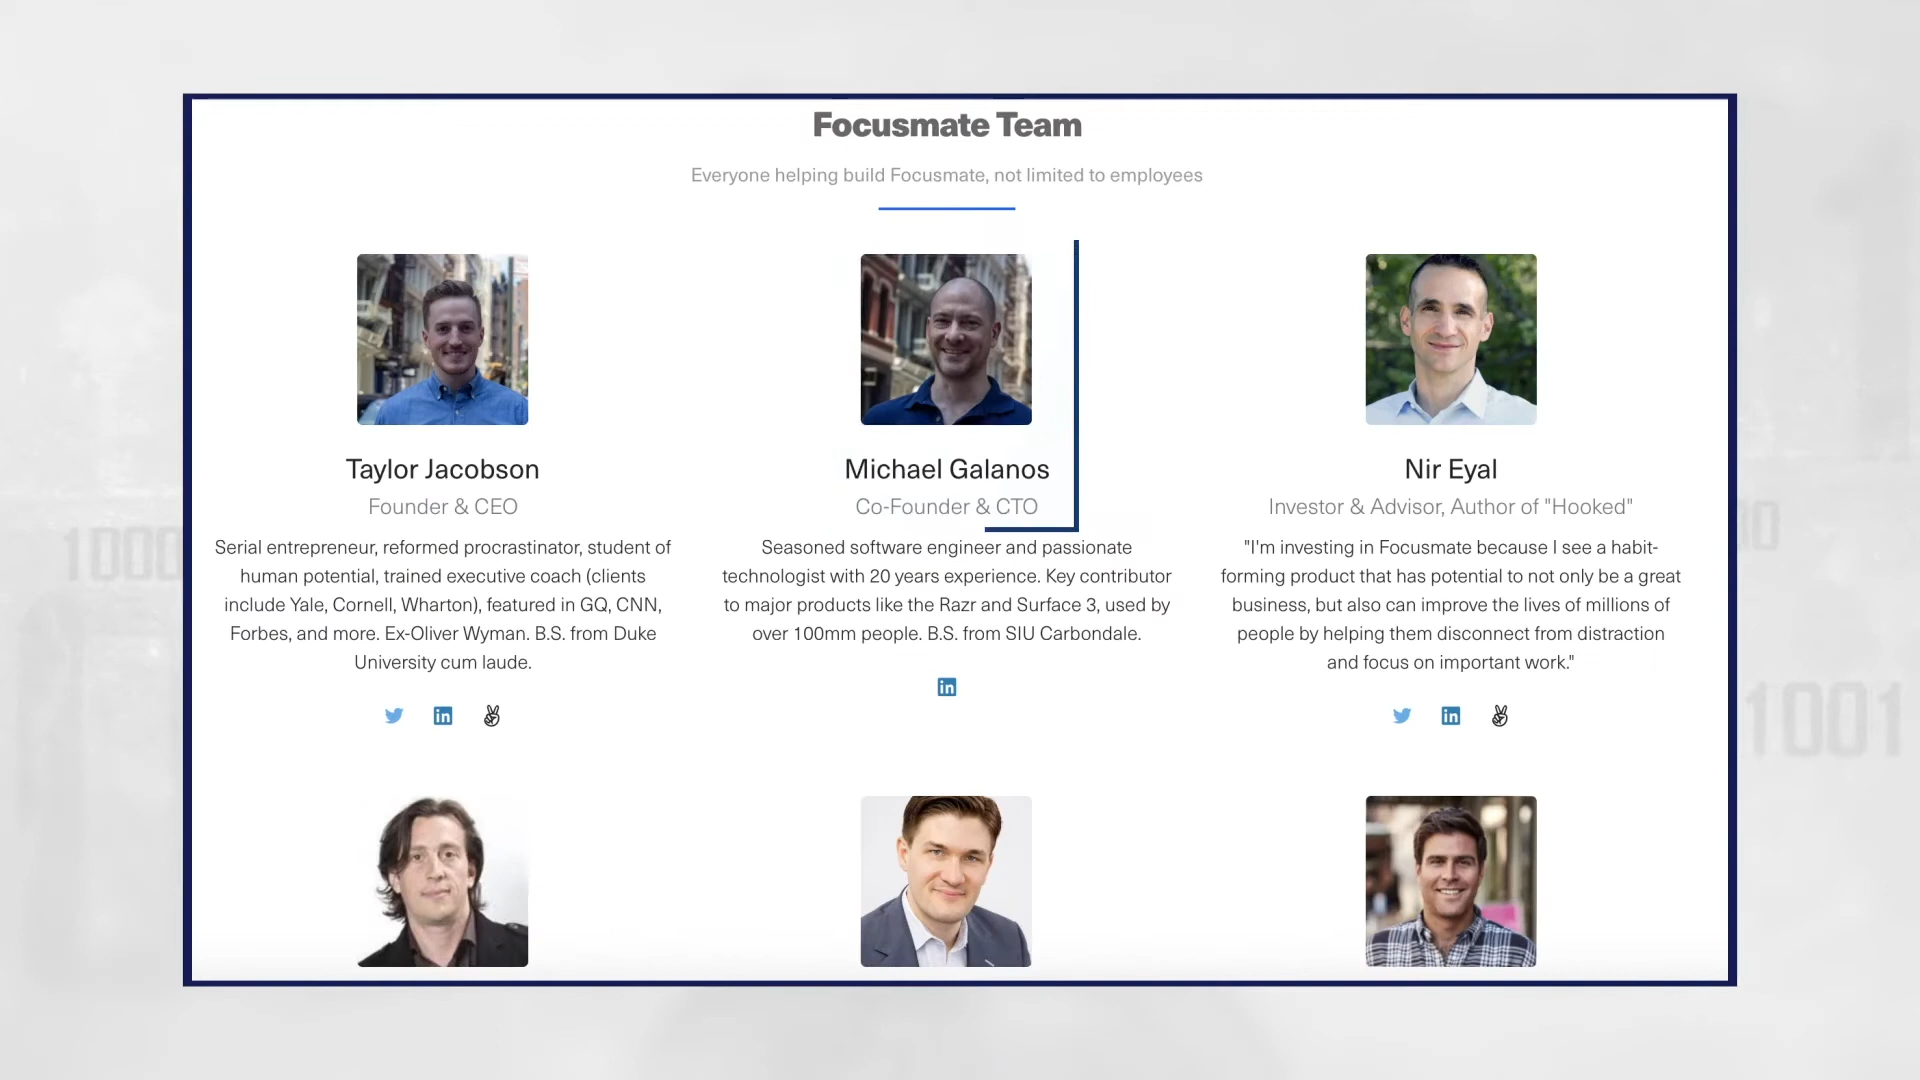 Focusmate Team
Everyone helping build Focusmate, not limited to employees
Taylor Jacobson
Founder & CEO
Serial entrepreneur, reformed procrastinator, student of
human potential, trained executive coach (clients
include Yale, Cornell, Wharton), featured in GQ, CNN,
Forbes, and more. Ex-Oliver Wyman. B.S. from Duke
University cum laude.
Michael Galanos
Co-Founder & CTO
Seasoned software engineer and passionate
technologist with 20 years experience. Key contributor
to major products like the Razr and Surface 3, used by
over 100mm people. B.S. from SIU Carbondale.
in
Nir Eyal
Investor & Advisor, Author of "Hooked"
"I'm investing in Focusmate because I see a habit-
forming product that has potential to not only be a great
business, but also can improve the lives of millions of
people by helping them disconnect from distraction
and focus on important work."
in
in
1000
1001